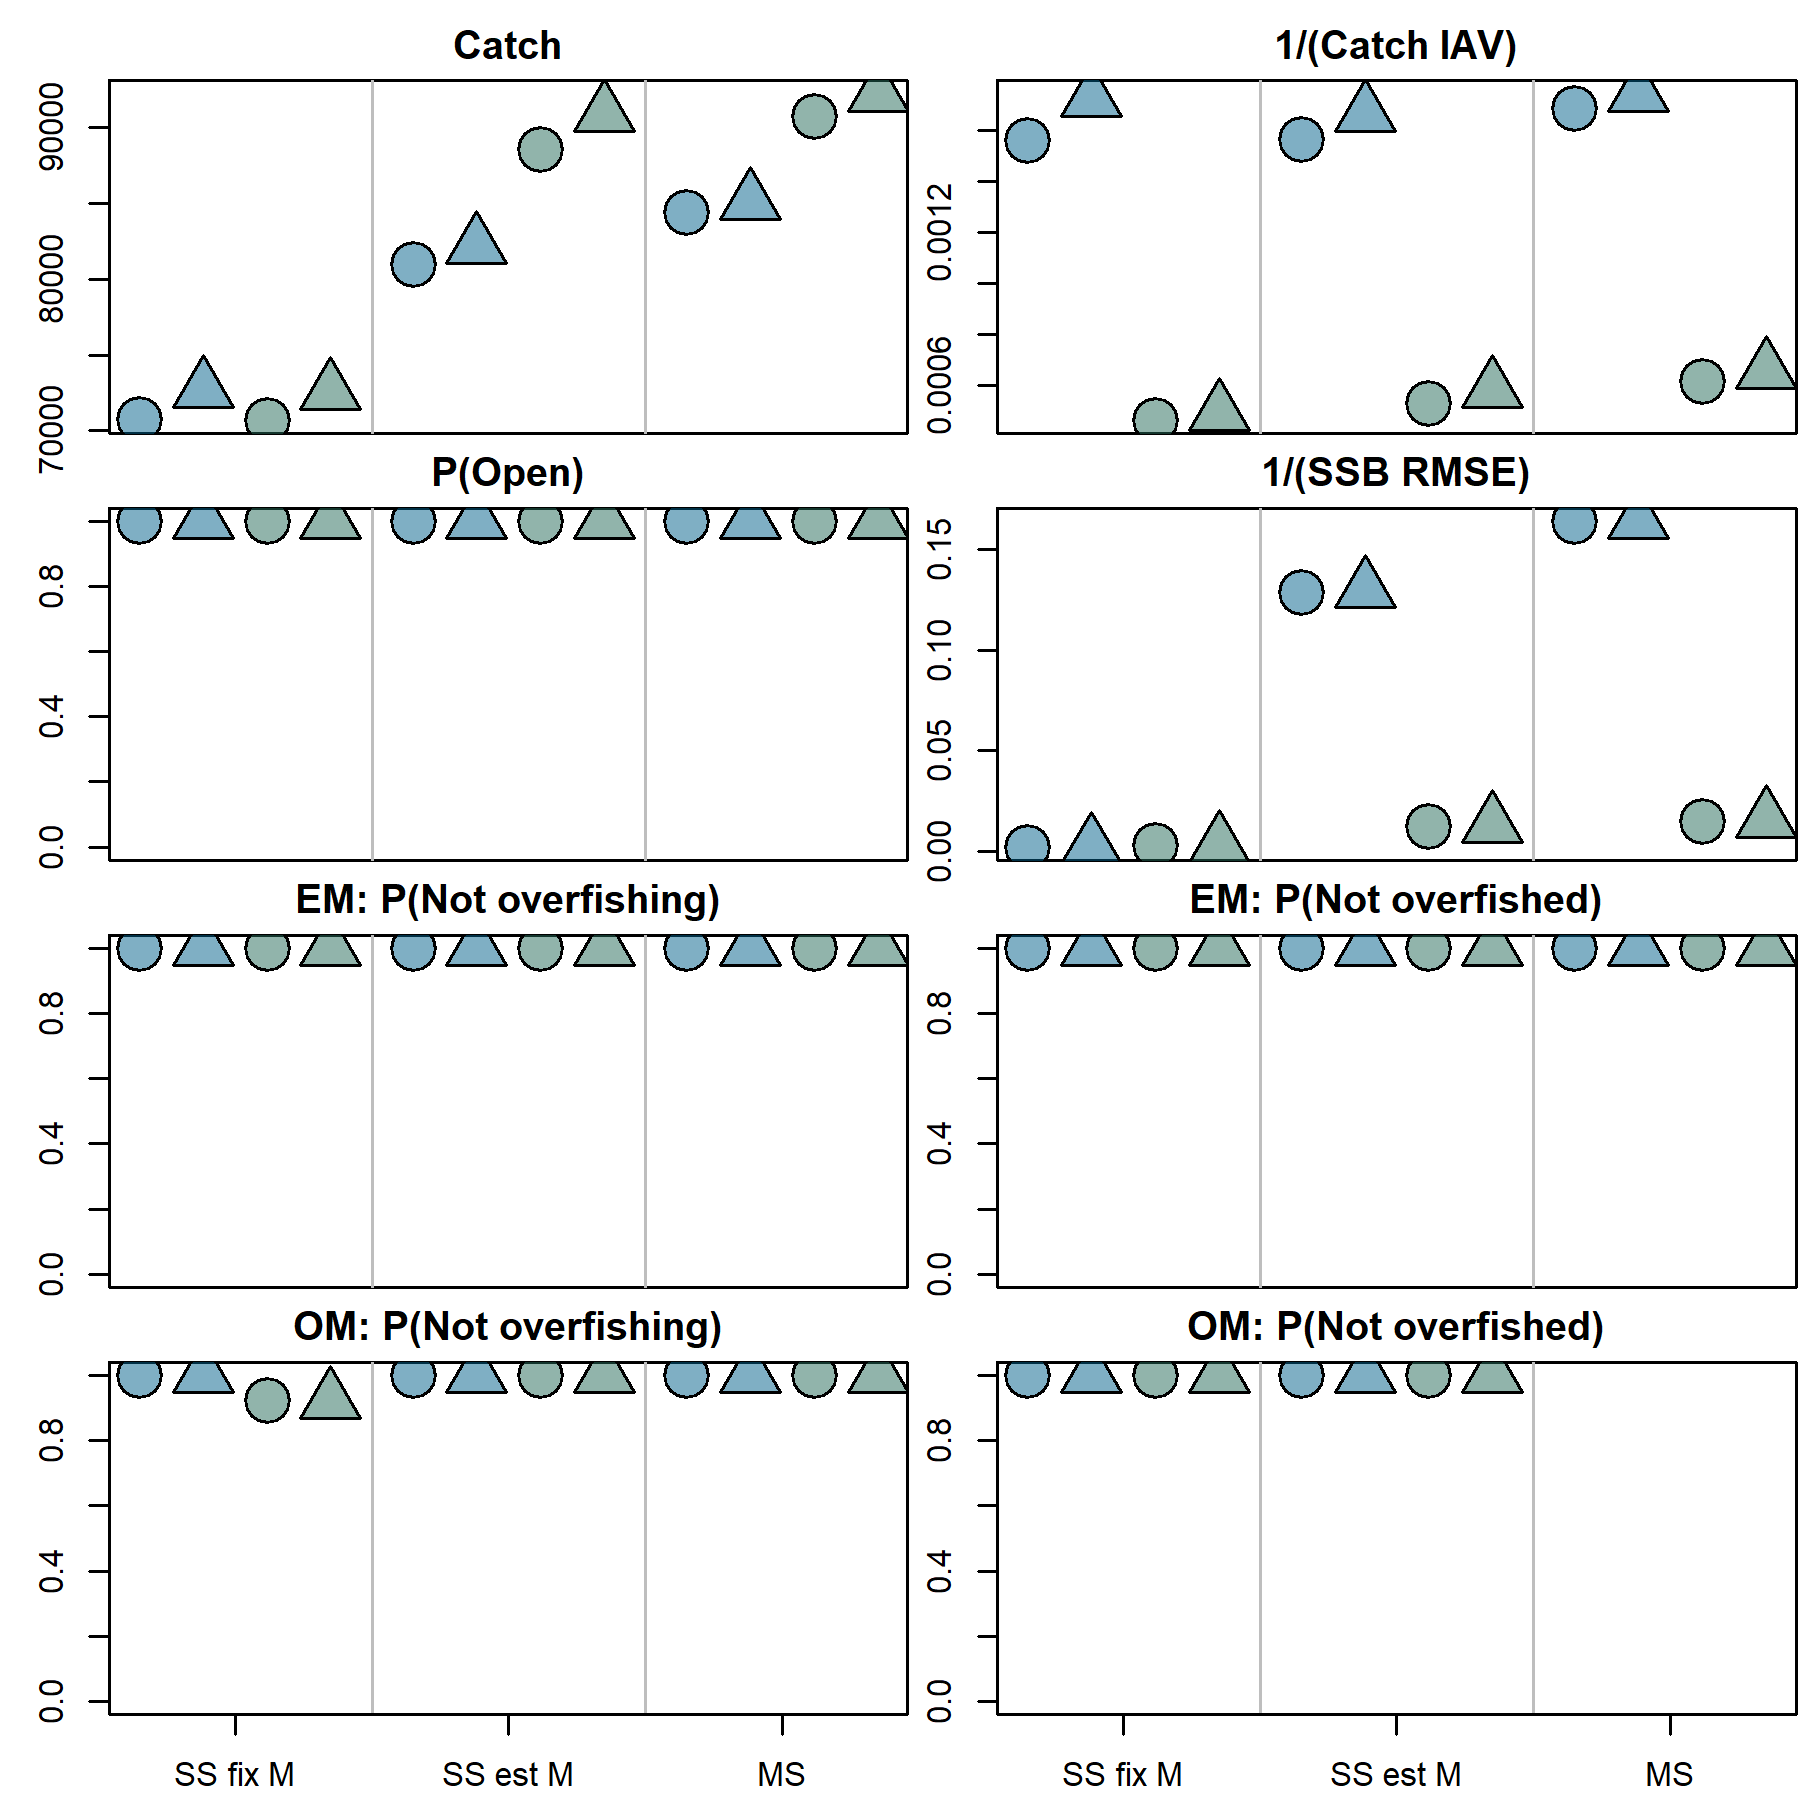 Catch
90000
80000
70000
1/(Catch IAV)
0.0012
0.0006
P(Open)
0.8
0.4
0.0
1/(SSB RMSE)
0.15
0.10
0.05
0.00
EM: P(Not overfishing)
0.8
0.4
0.0
EM: P(Not overfished)
0.8
0.4
0.0
OM: P(Not overfishing)
0.8
0.4
0.0
OM: P(Not overfished)
0.8
0.4
0.0
SS fix M
SS est M
MS
SS fix M
SS est M
MS